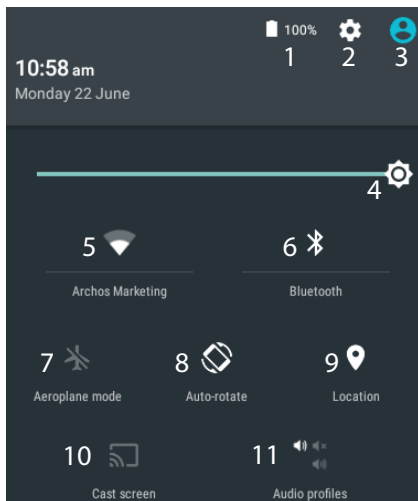 100%
1 2 3
10:58 am
Monday 22 June
4
5 6
Archos Marketing Bluetooth
7 8 9
Aeroplane mode Auto-rotate Location
10 11
Cast screen Audio profiles